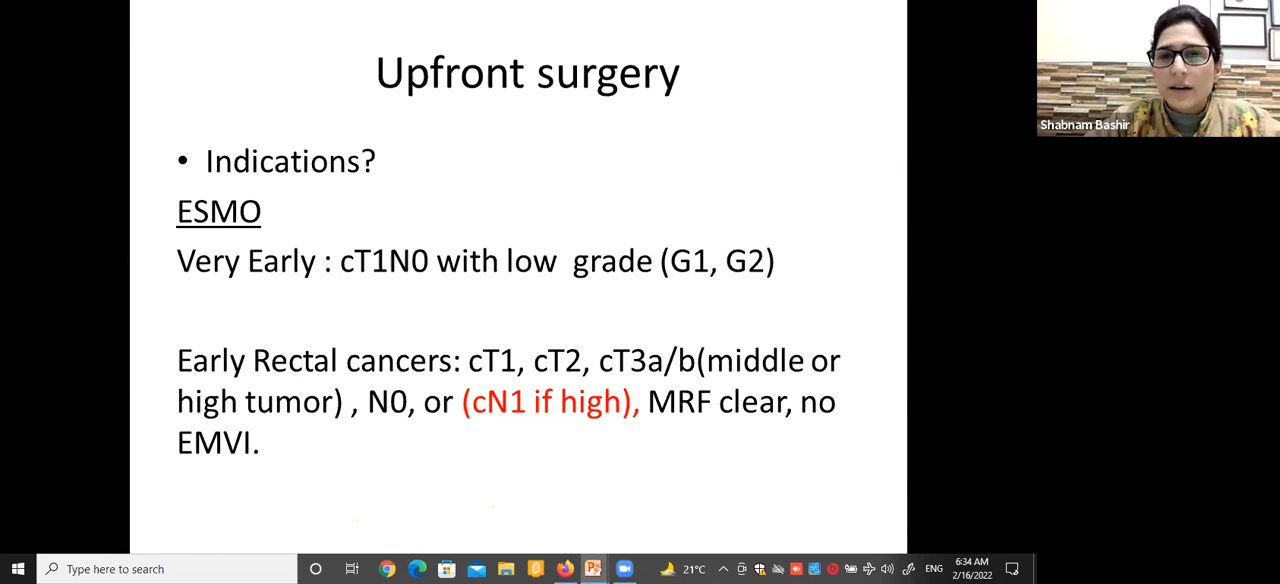 Upfront surgery
• Indications?
ESMO
Very Early : cT1N0 with low grade (G1, G2)
Early Rectal cancers: cT1, cT2, cT3a/b(middle or
high tumor) , N0, or (cN1 if high), MRF clear, no
EMVI.
Shabnam Bashir
Type here to search
21°C
ENG
6:34 AM
2/16/2022